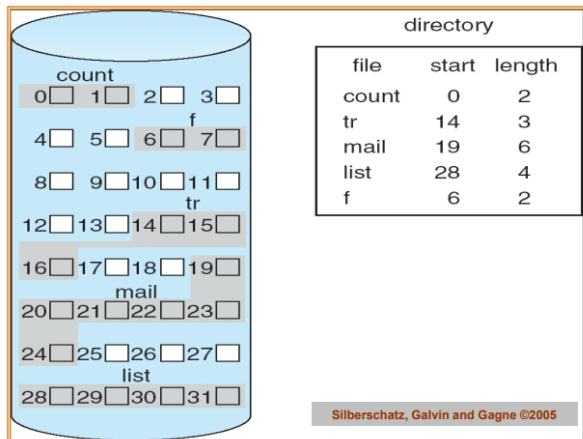 count
0 1 2 3
f
4 5 6 7
8 9 10 11
tr
12 13 14 15
16 17 18 19
mail
20 21 22 23
24 25 26 27
list
28 29 30 31
directory
file start length
count 0 2
tr 14 3
mail 19 6
list 28 4
f 6 2
Silberschatz, Galvin and Gagne ©2005